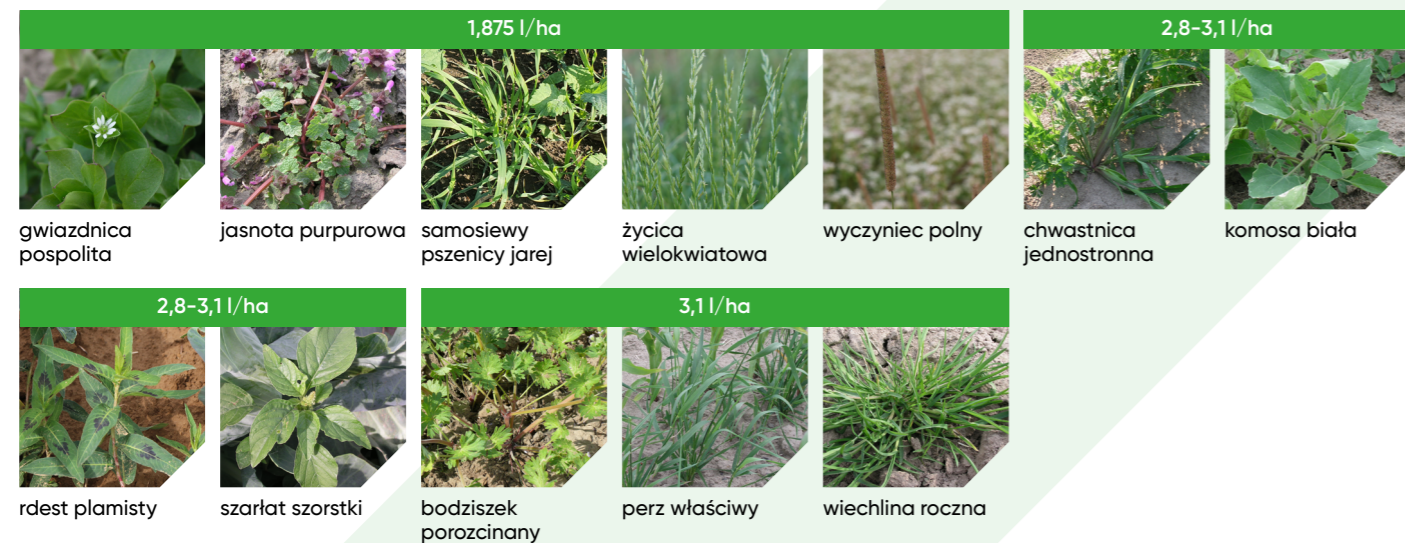 1,875 l/ha
2,8-3,1 l/ha
gwiazdnica
pospolita
jasnota purpurowa
samosiewy
pszenicy jarej
życica
wielokwiatowa
wyczyniec polny
chwastnica
jednostronna
komosa biała
2,8-3,1 l/ha
3,1 l/ha
rdest plamisty
szarłat szorstki
bodziszek
porozcinany
perz właściwy
wiechlina roczna